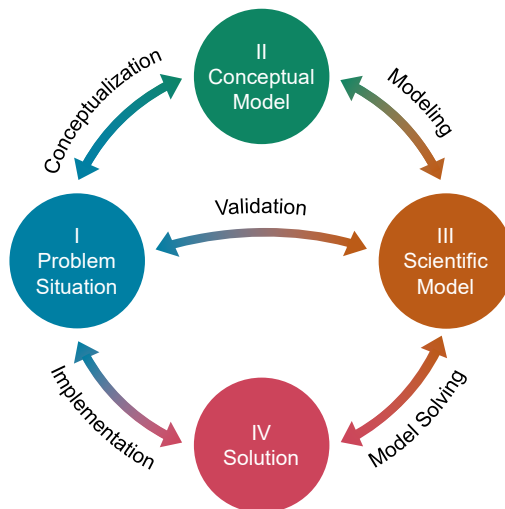 II
Conceptual
Model
Conceptualization
Modeling
Validation
I
Problem
Situation
III
Scientific
Model
Implementation
Model Solving
IV
Solution